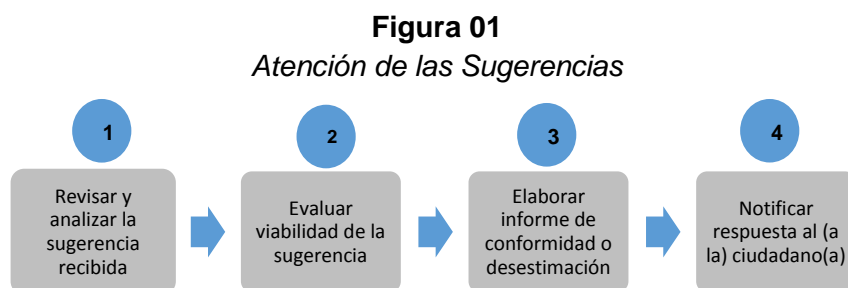 Figura 01
Atención de las Sugerencias
1
Revisar y
analizar la
sugerencia
recibida
2
Evaluar
viabilidad de la
sugerencia
3
Elaborar
informe de
conformidad o
desestimación
4
Notificar
respuesta al (a
la) ciudadano(a)